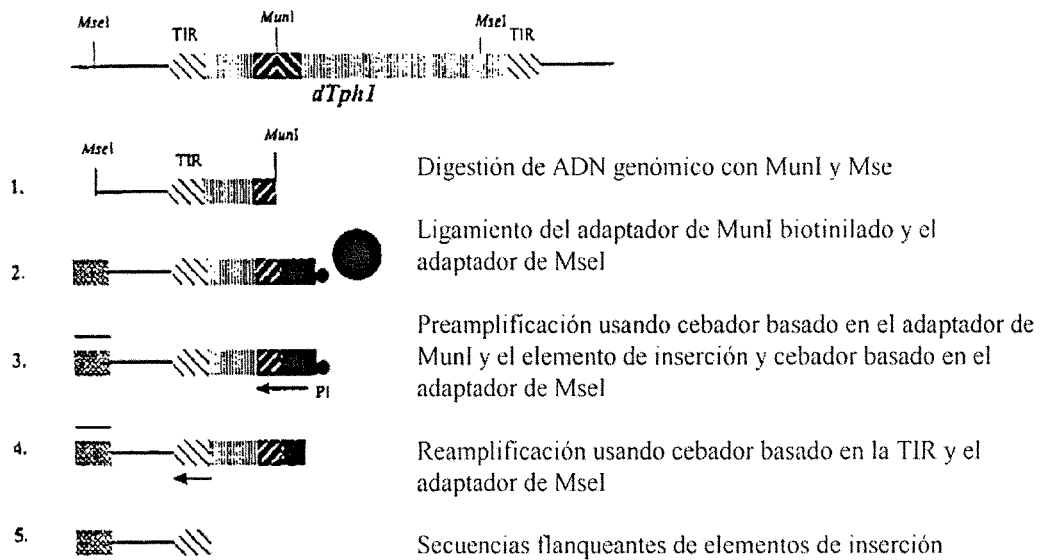 MseI TIR MunI MseI TIR
dTph1
MseI TIR MunI
1. Digestión de ADN genómico con MunI y Mse
2. Ligamiento del adaptador de MunI biotinilado y el
adaptador de MseI
3. Preamplificación usando cebador basado en el adaptador de
MunI y el elemento de inserción y cebador basado en el
adaptador de MseI
P1
4. Reamplificación usando cebador basado en la TIR y el
adaptador de MseI
5. Secuencias flanqueantes de elementos de inserción